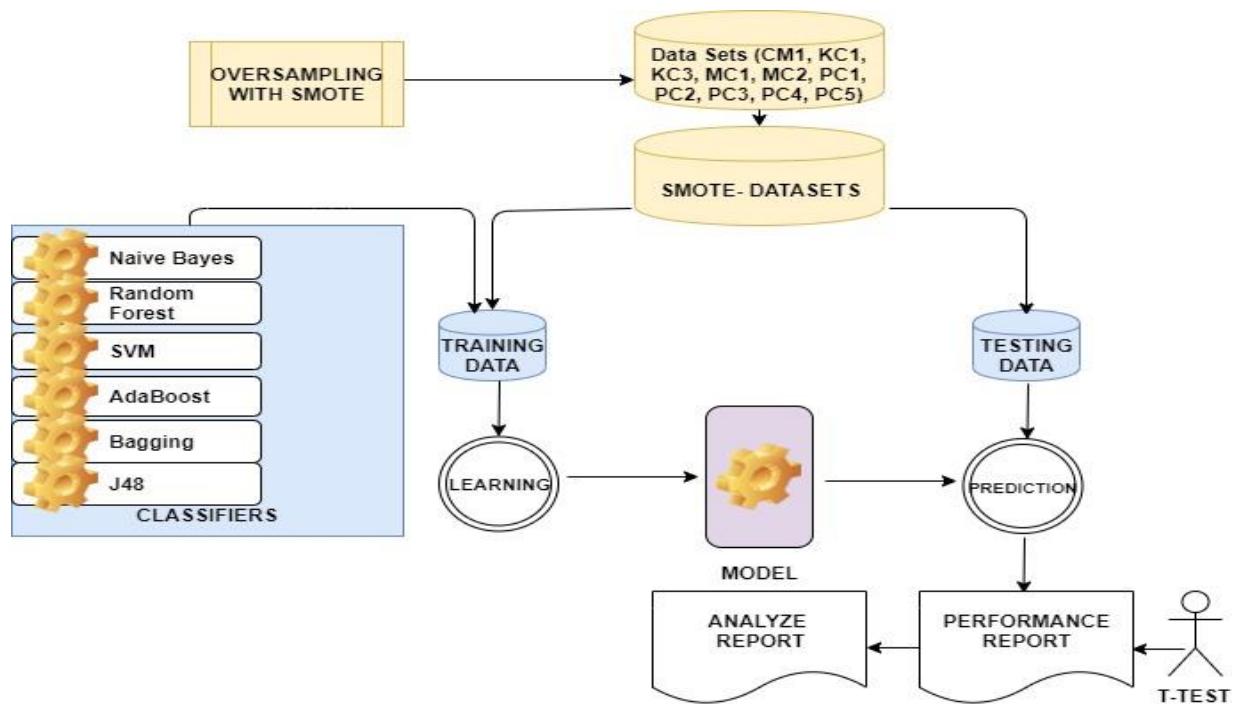 OVERSAMPLING
WITH SMOTE
Data Sets (CM1, KC1,
KC3, MC1, MC2, PC1,
PC2, PC3, PC4, PC5)
SMOTE- DATASETS
Naive Bayes
Random
Forest
SVM
AdaBoost
Bagging
J48
CLASSIFIERS
TRAINING
DATA
TESTING
DATA
LEARNING
MODEL
PREDICTION
ANALYZE
REPORT
PERFORMANCE
REPORT
T-TEST